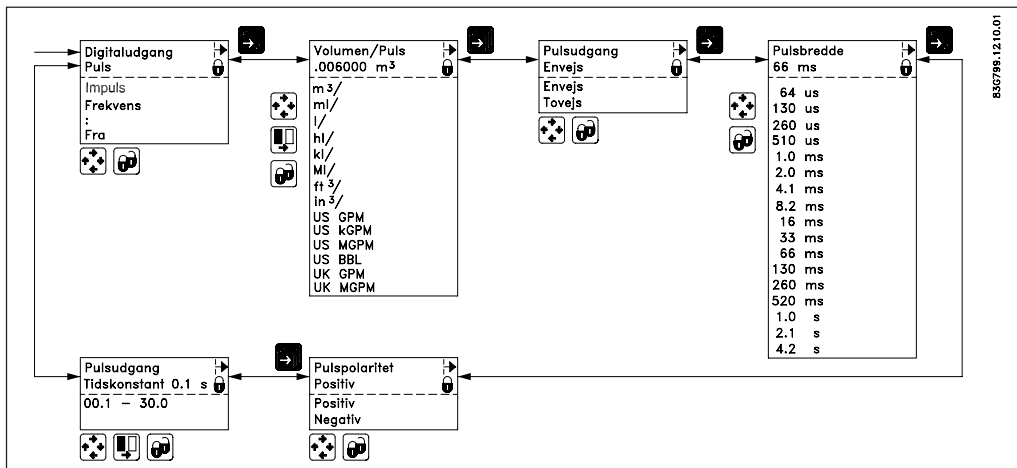 Digitaludgang
Puls
Impuls
Frekvens
:
Fra
Volumen/Puls
.006000 m³
m³/
ml/
l/
hl/
kl/
Ml/
ft³/
in³/
US GPM
US kGPM
US MGPM
US BBL
UK GPM
UK MGPM
Pulsudgang
Envejs
Envejs
Tovejs
Pulsbredde
66 ms
64 us
130 us
260 us
510 us
1.0 ms
2.0 ms
4.1 ms
8.2 ms
16 ms
33 ms
66 ms
130 ms
260 ms
520 ms
1.0 s
2.1 s
4.2 s
83G799.1210.01
Pulsudgang
Tidskonstant 0.1 s
00.1 – 30.0
Pulspolaritet
Positiv
Positiv
Negativ